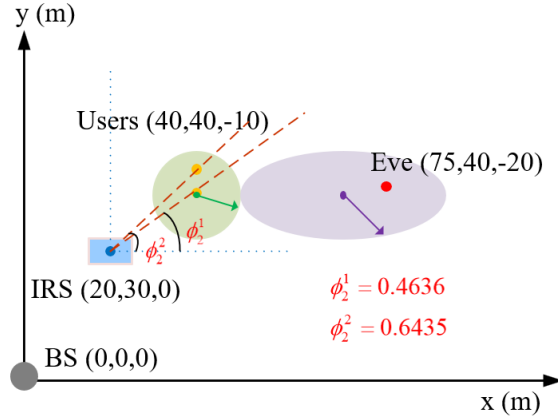 y (m)
Users (40,40,-10)
Eve (75,40,-20)
ϕ₂² ϕ₂¹
IRS (20,30,0)
ϕ₂¹ = 0.4636
ϕ₂² = 0.6435
BS (0,0,0)
x (m)